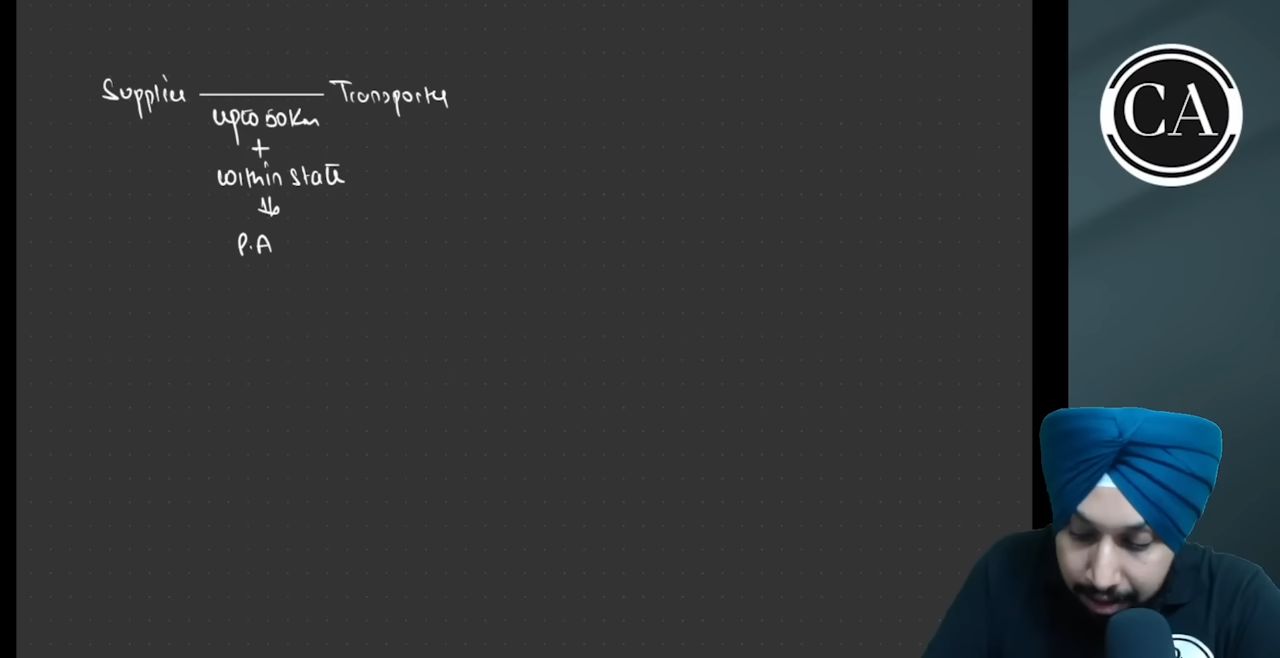 Supplier Transporter
upto 50Km
+
within state
P.A
CA